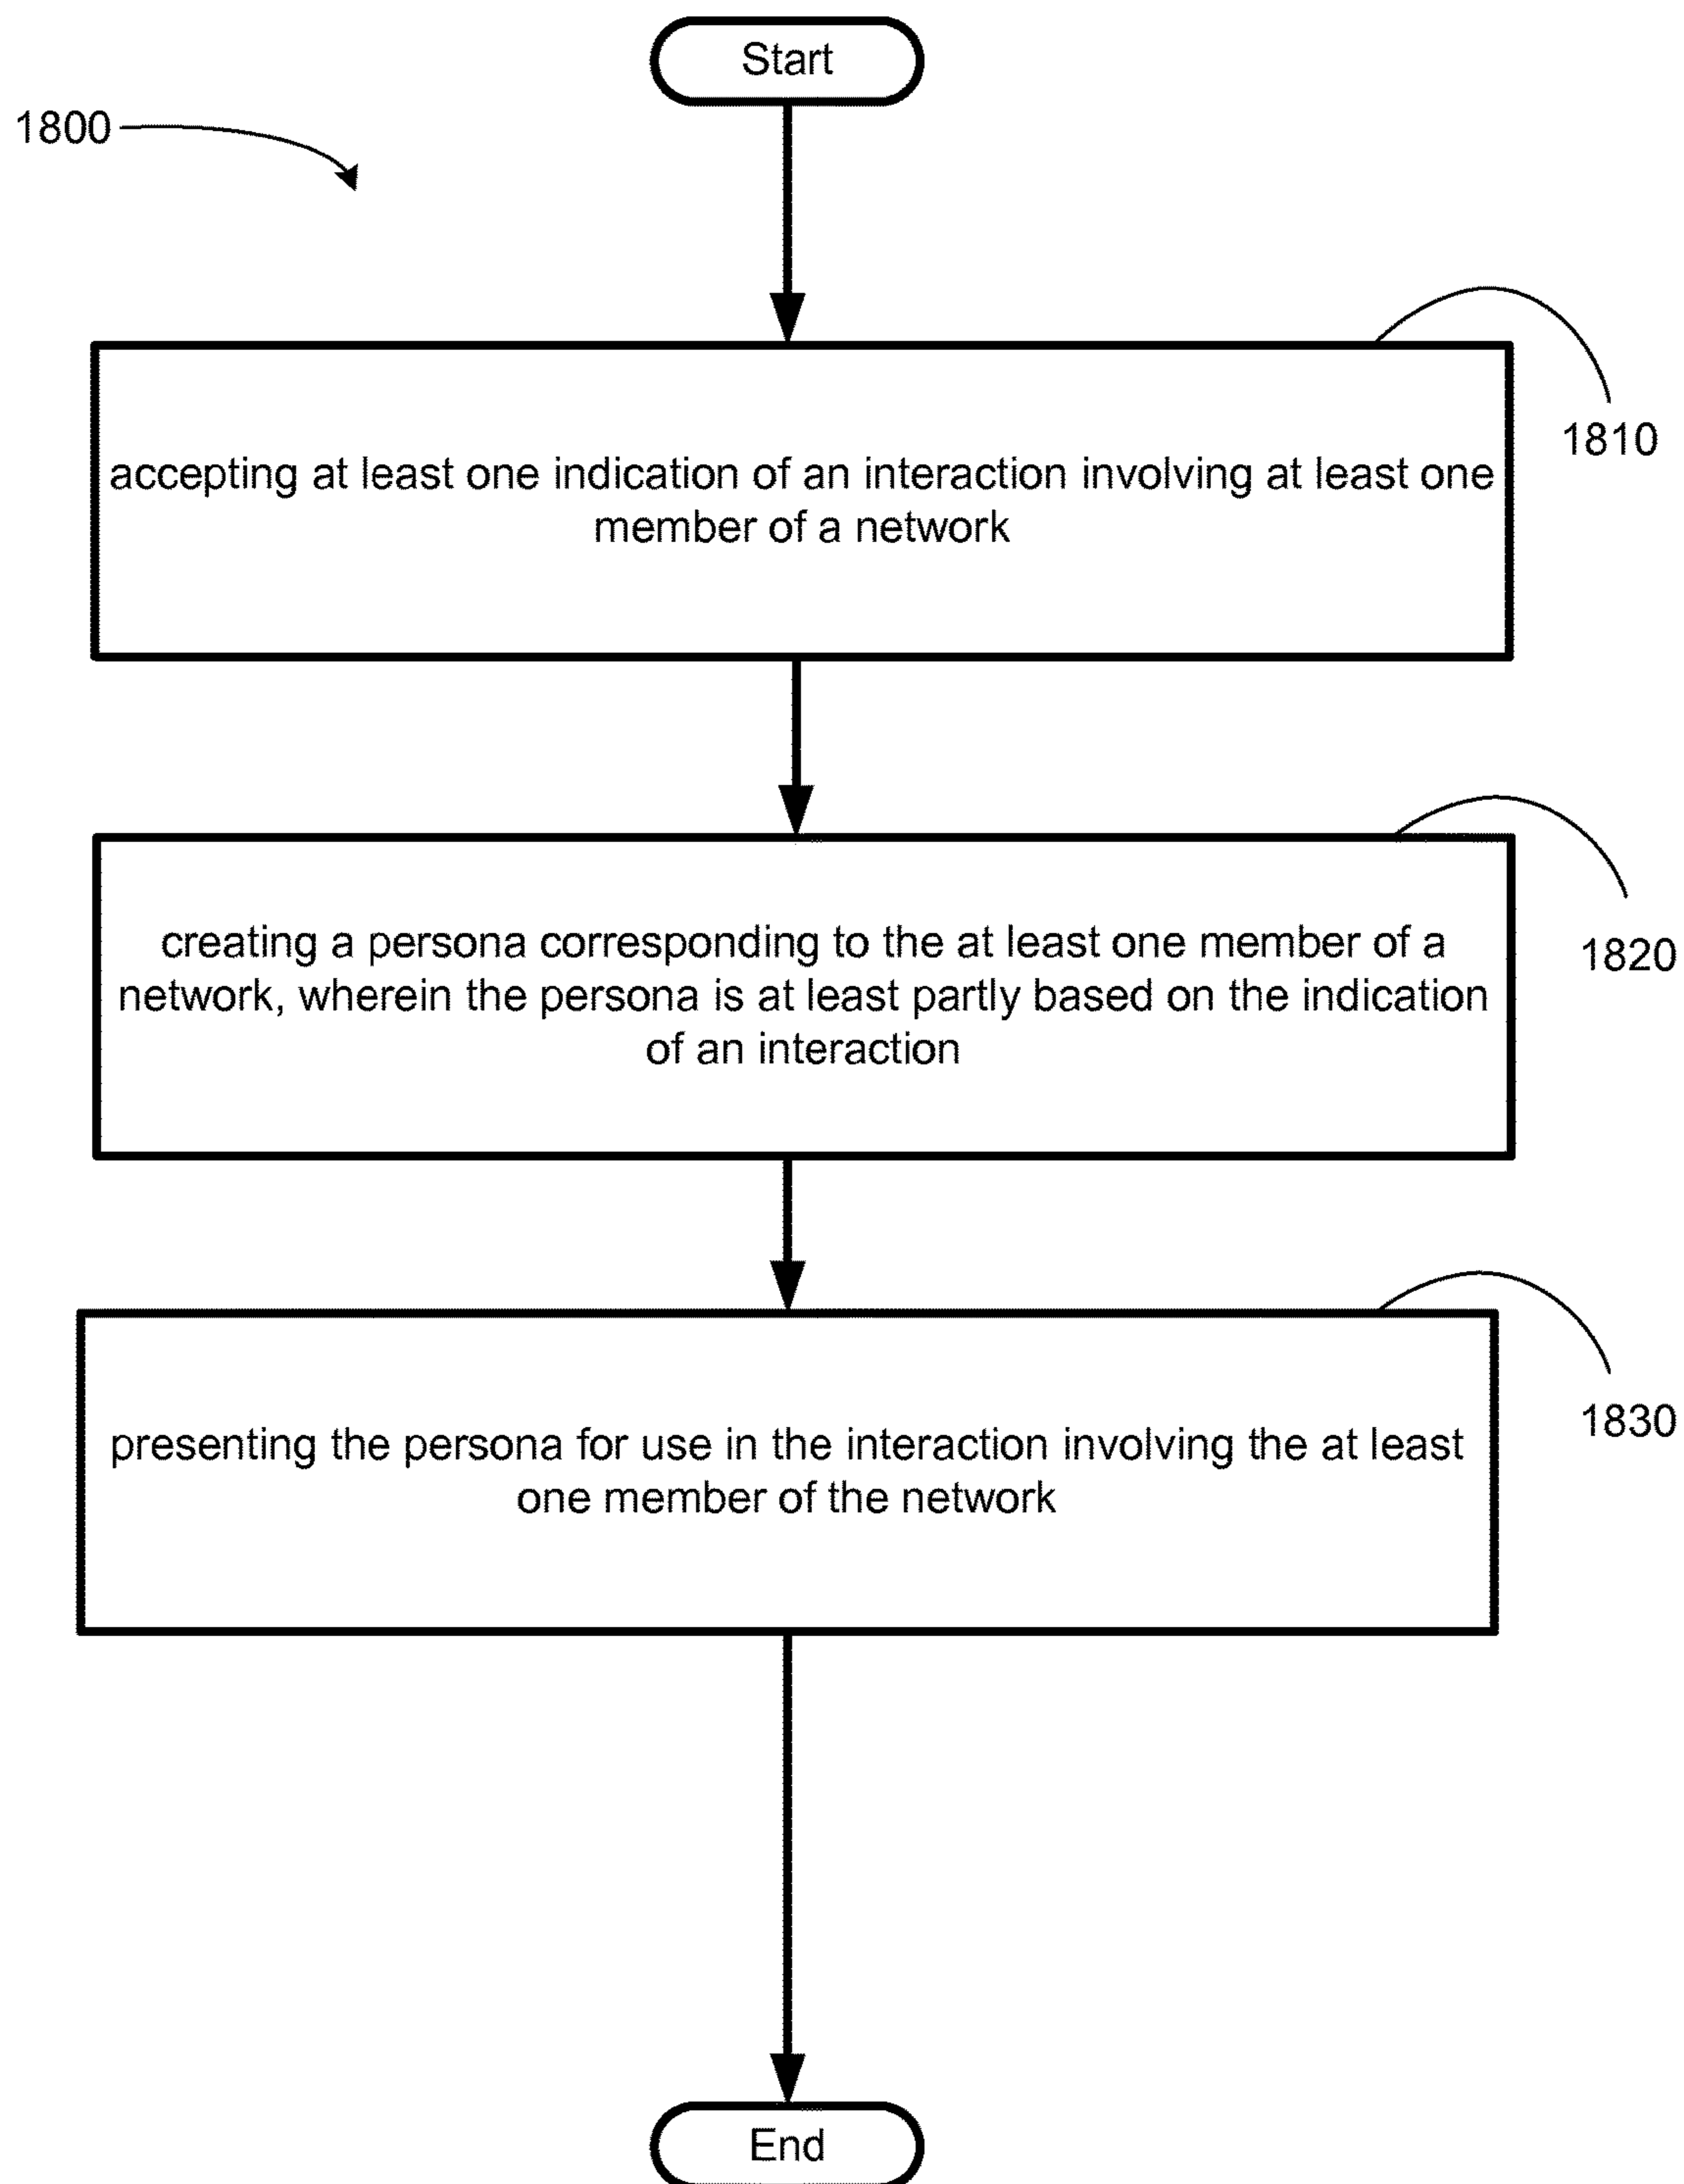 Start
1800
1810
accepting at least one indication of an interaction involving at least one
member of a network
1820
creating a persona corresponding to the at least one member of a
network, wherein the persona is at least partly based on the indication
of an interaction
1830
presenting the persona for use in the interaction involving the at least
one member of the network
End